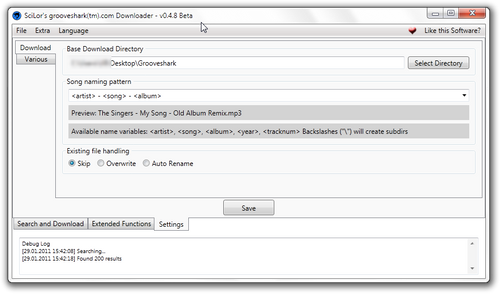 SciLor's grooveshark(tm).com Downloader - v0.4.8 Beta
File Extra Language Like this Software?
Download
Various
Base Download Directory
Desktop\Grooveshark
Select Directory
Song naming pattern
<artist> - <song> - <album>
Preview: The Singers - My Song - Old Album Remix.mp3
Available name variables: <artist>, <song>, <album>, <year>, <tracknum> Backslashes ("\") will create subdirs
Existing file handling
Skip Overwrite Auto Rename
Save
Search and Download Extended Functions Settings
Debug Log
[29.01.2011 15:42:08] Searching...
[29.01.2011 15:42:18] Found 200 results